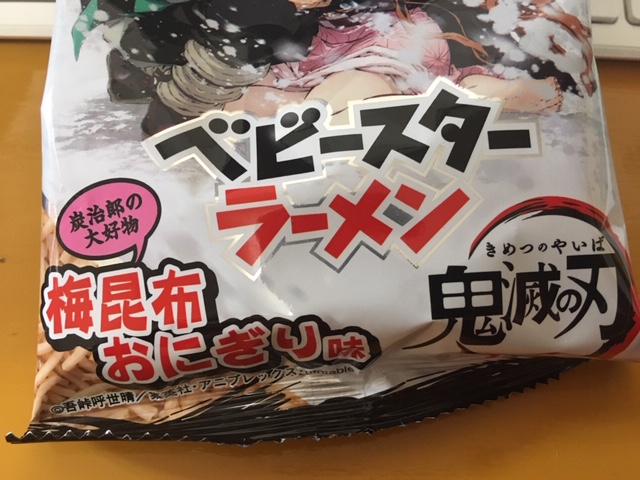 ベビースター
ラーメン
炭治郎の
大好物
梅昆布
おにぎり味
きめつのやいば
鬼滅の刃
©吾峠呼世晴／集英社・アニプレックス・ufotable